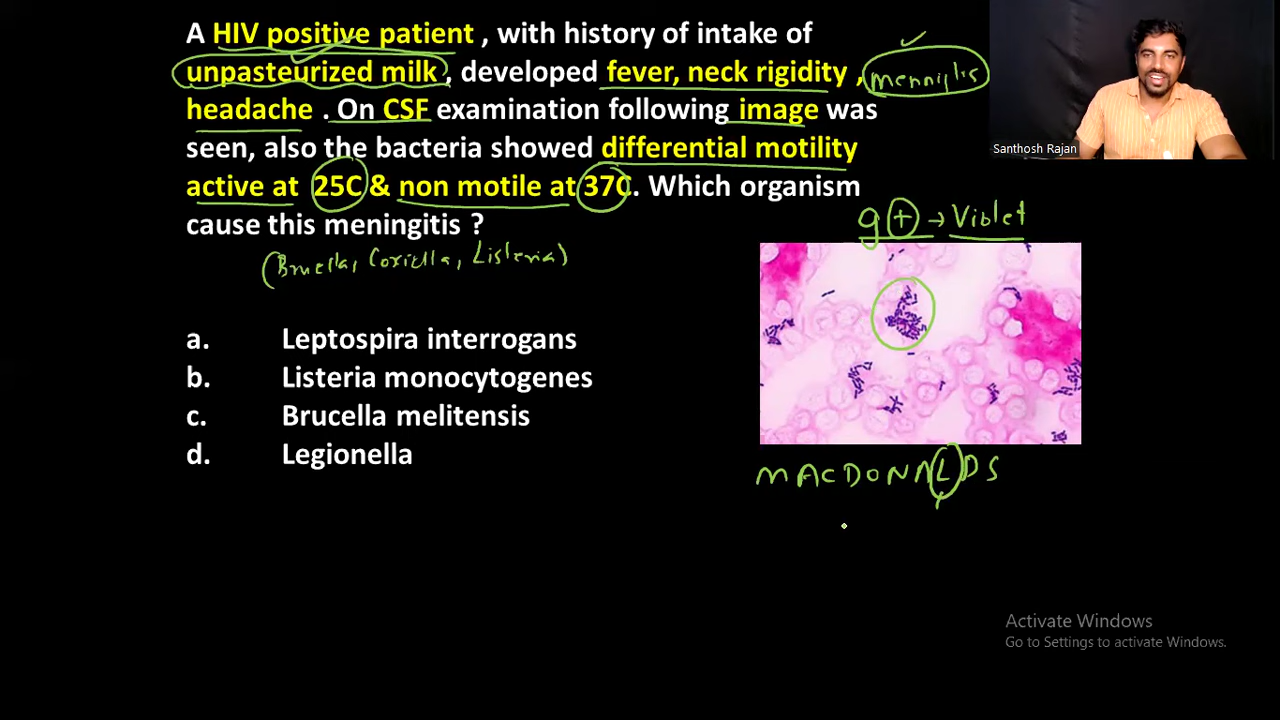 A HIV positive patient , with history of intake of
unpasteurized milk , developed fever, neck rigidity ,
headache . On CSF examination following image was
seen, also the bacteria showed differential motility
active at 25C & non motile at 37C. Which organism
cause this meningitis ?
Santhosh Rajan
g + → Violet
(Brucella, Listeria)
a. Leptospira interrogans
b. Listeria monocytogenes
c. Brucella melitensis
d. Legionella
MACDONALDS
Activate Windows
Go to Settings to activate Windows.